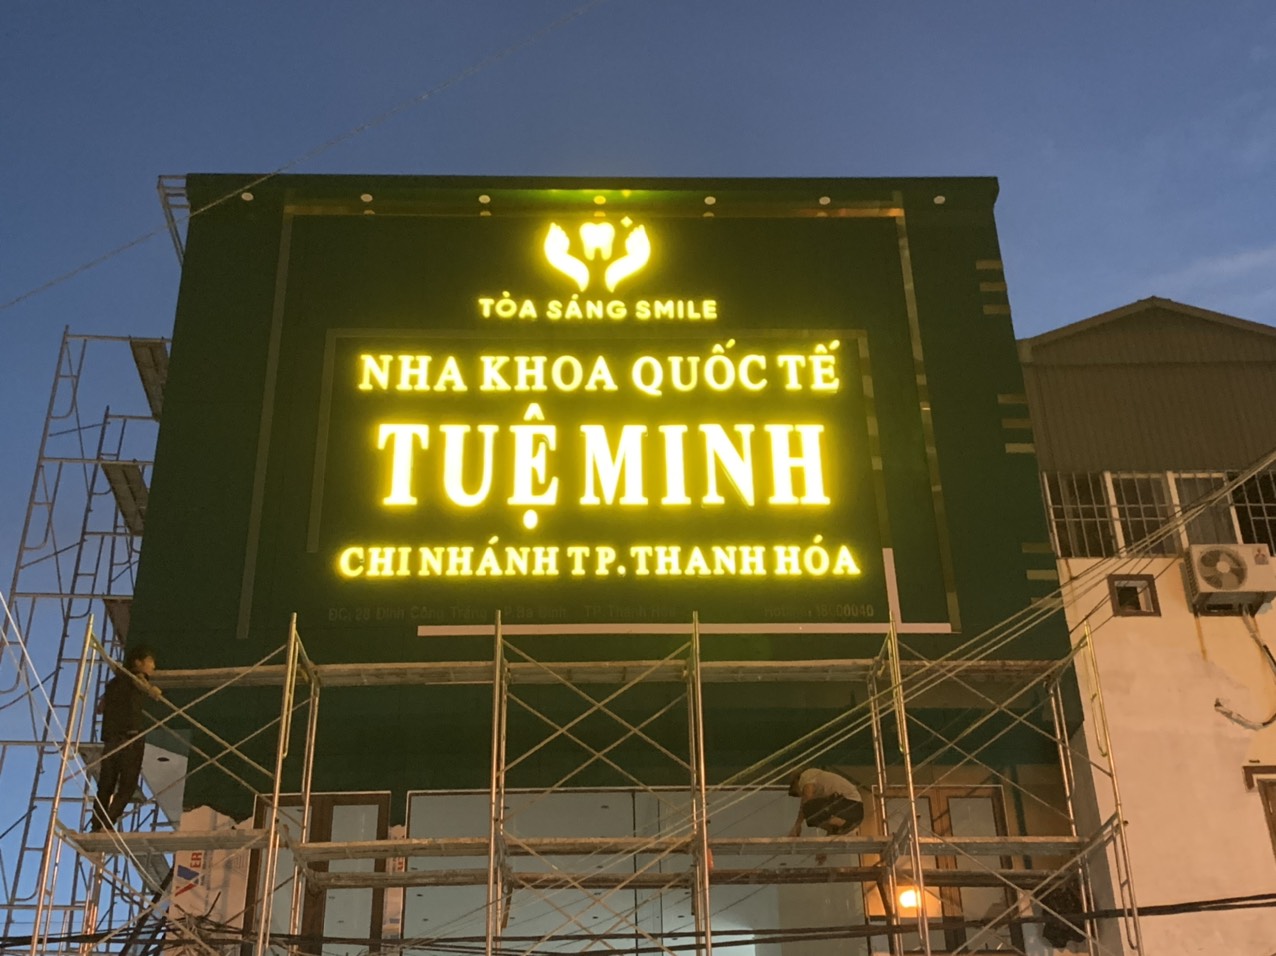 TỎA SÁNG SMILE
NHA KHOA QUỐC TẾ
TUỆ MINH
CHI NHÁNH TP.THANH HÓA